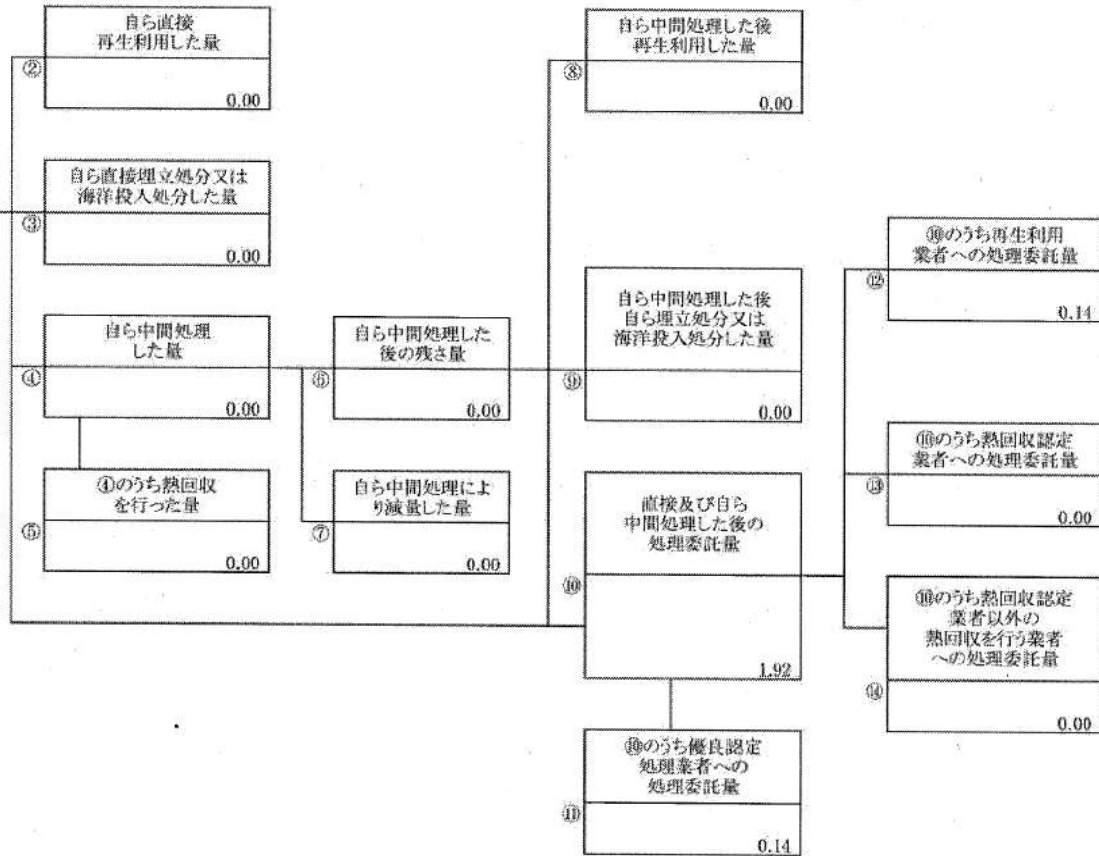 自ら直接
再生利用した量
②
0.00
自ら直接埋立処分又は
海洋投入処分した量
③
0.00
自ら中間処理
した量
④
0.00
④のうち熱回収
を行った量
⑤
0.00
自ら中間処理した
後の残さ量
⑥
0.00
自ら中間処理によ
り減量した量
⑦
0.00
自ら中間処理した後
再生利用した量
⑧
0.00
自ら中間処理した後
自ら埋立処分又は
海洋投入処分した量
⑨
0.00
直接及び自ら
中間処理した後の
処理委託量
⑩
1.92
⑩のうち優良認定
処理業者への
処理委託量
⑪
0.14
⑩のうち再生利用
業者への処理委託量
⑫
0.14
⑩のうち熱回収認定
業者への処理委託量
⑬
0.00
⑩のうち熱回収認定
業者以外の
熱回収を行う業者
への処理委託量
⑭
0.00